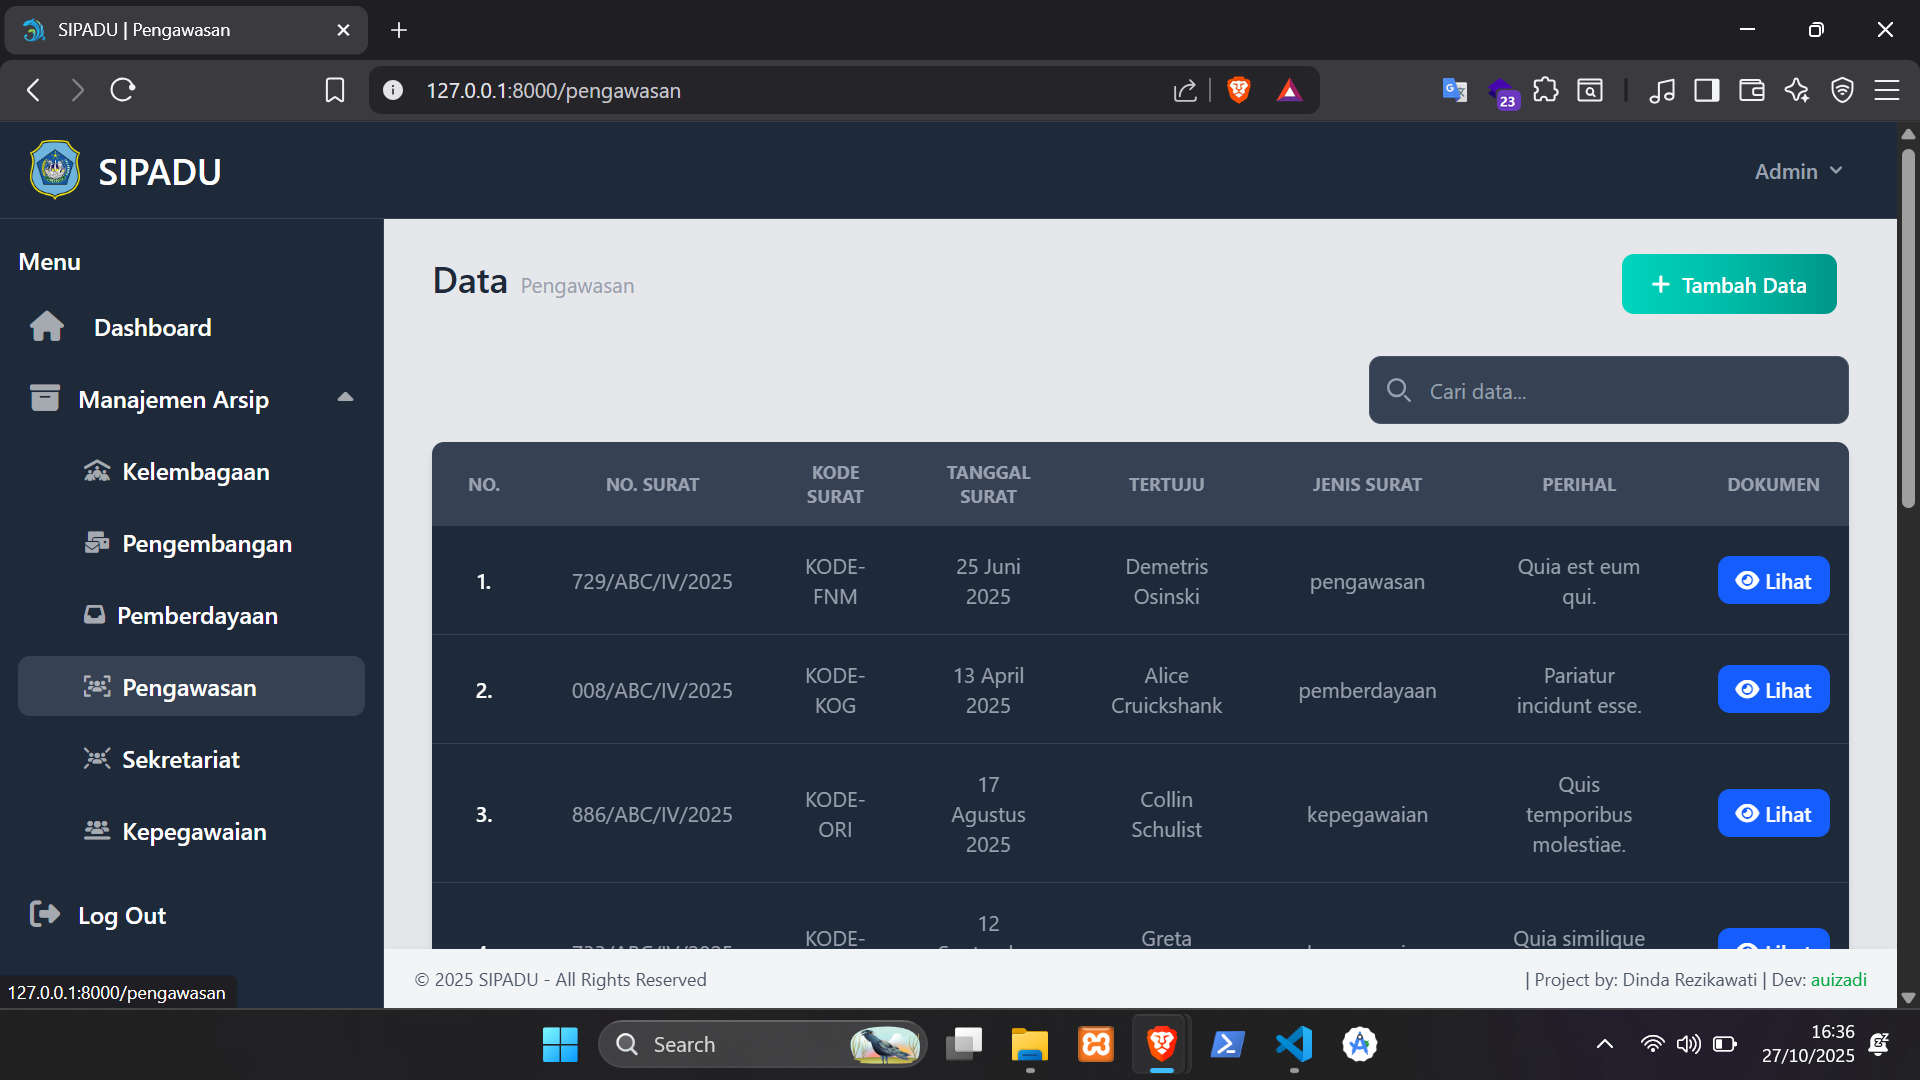 SIPADU | Pengawasan
127.0.0.1:8000/pengawasan
23
SIPADU
Admin
Menu
Dashboard
Manajemen Arsip
Kelembagaan
Pengembangan
Pemberdayaan
Pengawasan
Sekretariat
Kepegawaian
Log Out
127.0.0.1:8000/pengawasan
Data Pengawasan
+ Tambah Data
Cari data...
NO. NO. SURAT KODE SURAT TANGGAL SURAT TERTUJU JENIS SURAT PERIHAL DOKUMEN
1. 729/ABC/IV/2025 KODE-FNM 25 Juni 2025 Demetris Osinski pengawasan Quia est eum qui. Lihat
2. 008/ABC/IV/2025 KODE-KOG 13 April 2025 Alice Cruickshank pemberdayaan Pariatur incidunt esse. Lihat
3. 886/ABC/IV/2025 KODE-ORI 17 Agustus 2025 Collin Schulist kepegawaian Quis temporibus molestiae. Lihat
KODE- 12 Greta Quia similique
© 2025 SIPADU - All Rights Reserved
| Project by: Dinda Rezikawati | Dev: auizadi
Search
16:36
27/10/2025